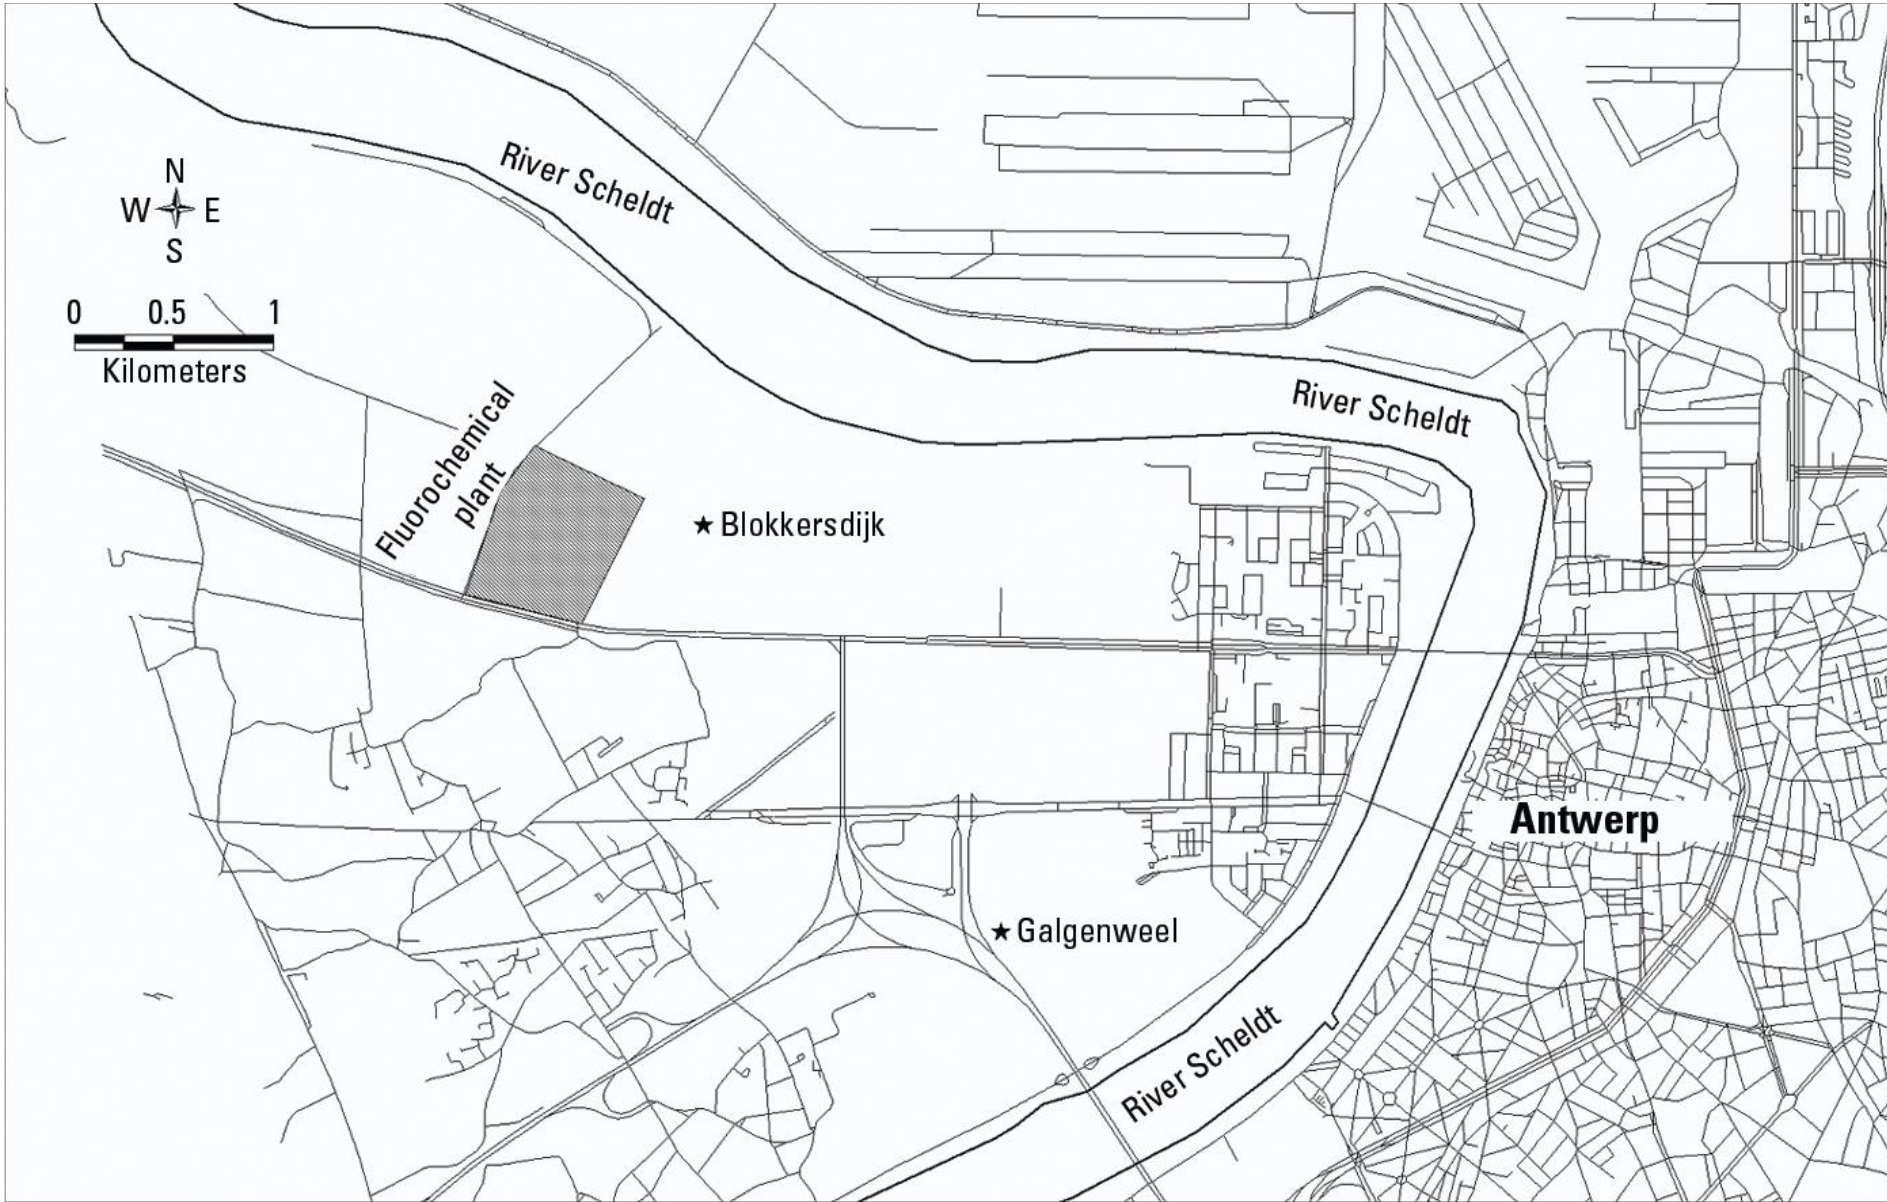 River Scheldt
N
W E
S
0 0.5 1
Kilometers
River Scheldt
Fluorochemical
plant
★ Blokkersdijk
Antwerp
★ Galgenweel
River Scheldt